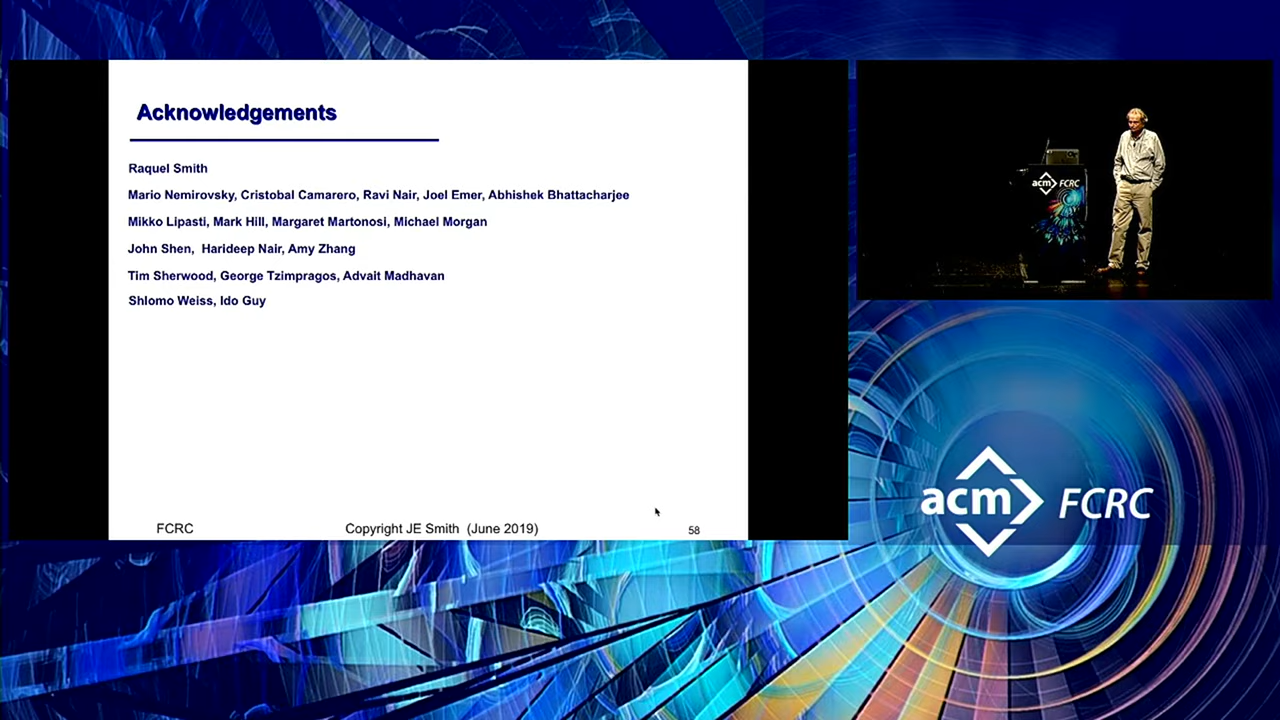 Acknowledgements
Raquel Smith
Mario Nemirovsky, Cristobal Camarero, Ravi Nair, Joel Emer, Abhishek Bhattacharjee
Mikko Lipasti, Mark Hill, Margaret Martonosi, Michael Morgan
John Shen, Harideep Nair, Amy Zhang
Tim Sherwood, George Tzimpragos, Advait Madhavan
Shlomo Weiss, Ido Guy
FCRC Copyright JE Smith (June 2019) 58
acm FCRC
acm FCRC